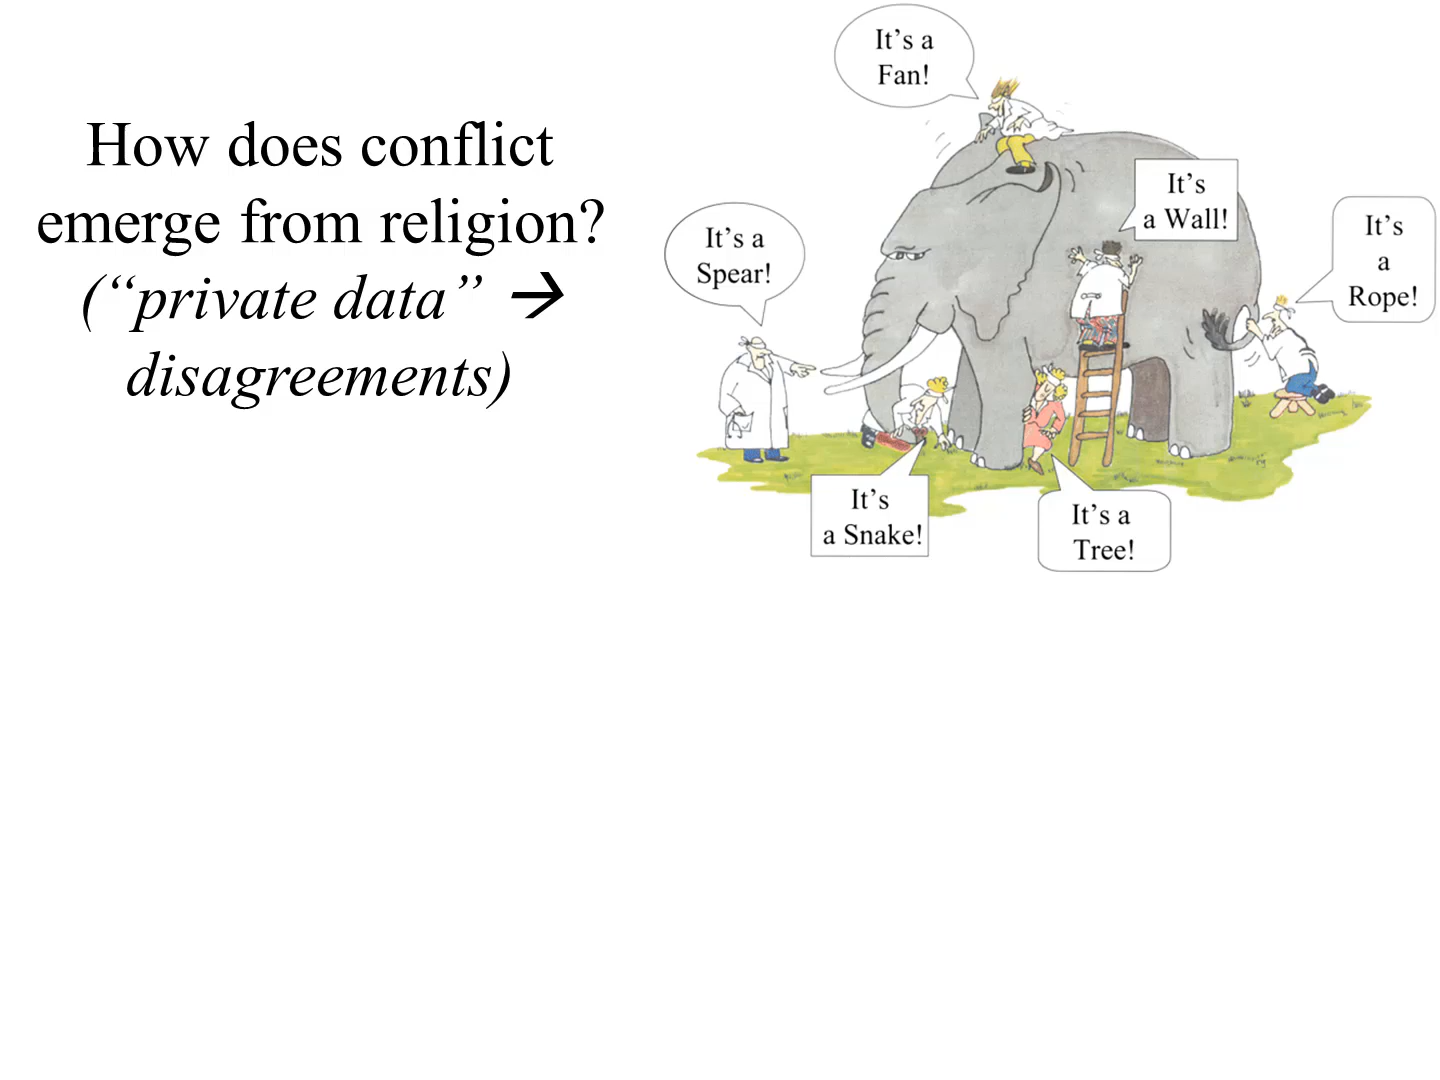 How does conflict
emerge from religion?
(“private data” →
disagreements)
It’s a
Fan!
It’s
a Wall!
It’s a
Spear!
It’s
a
Rope!
It’s
a Snake!
It’s a
Tree!